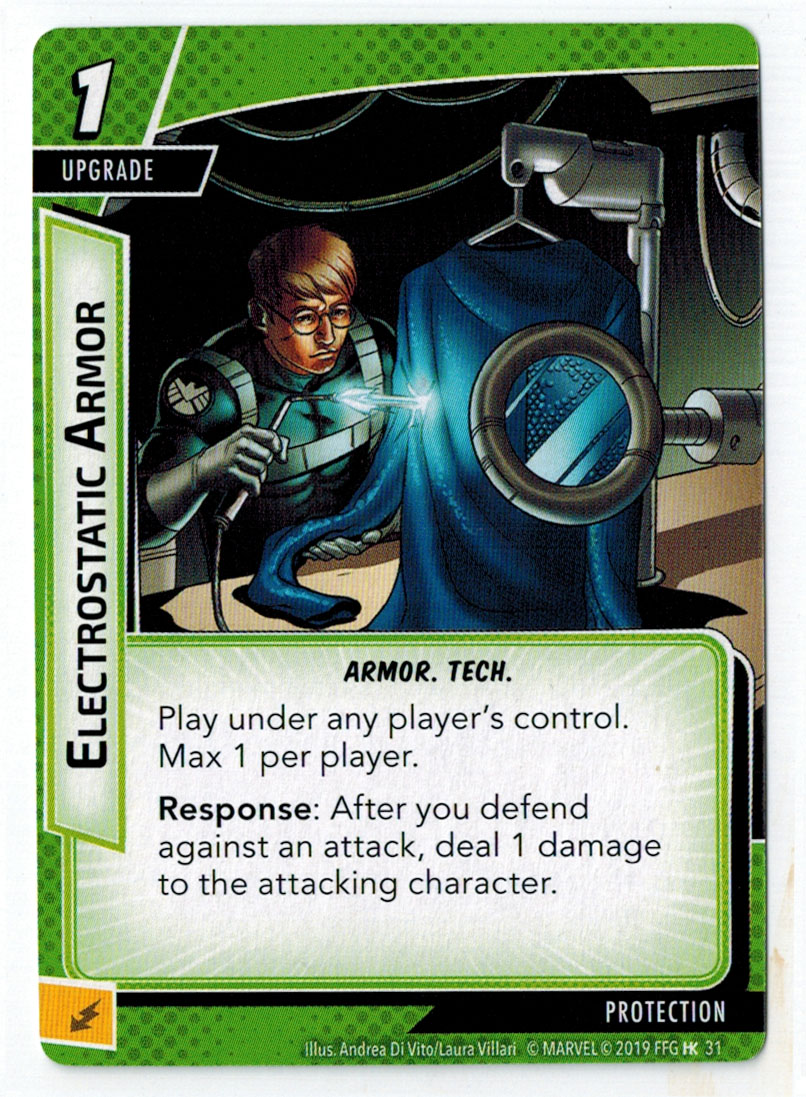 1
UPGRADE
ELECTROSTATIC ARMOR
ARMOR. TECH.
Play under any player's control.
Max 1 per player.
Response: After you defend
against an attack, deal 1 damage
to the attacking character.
PROTECTION
Illus. Andrea Di Vito/Laura Villari © MARVEL © 2019 FFG HK 31